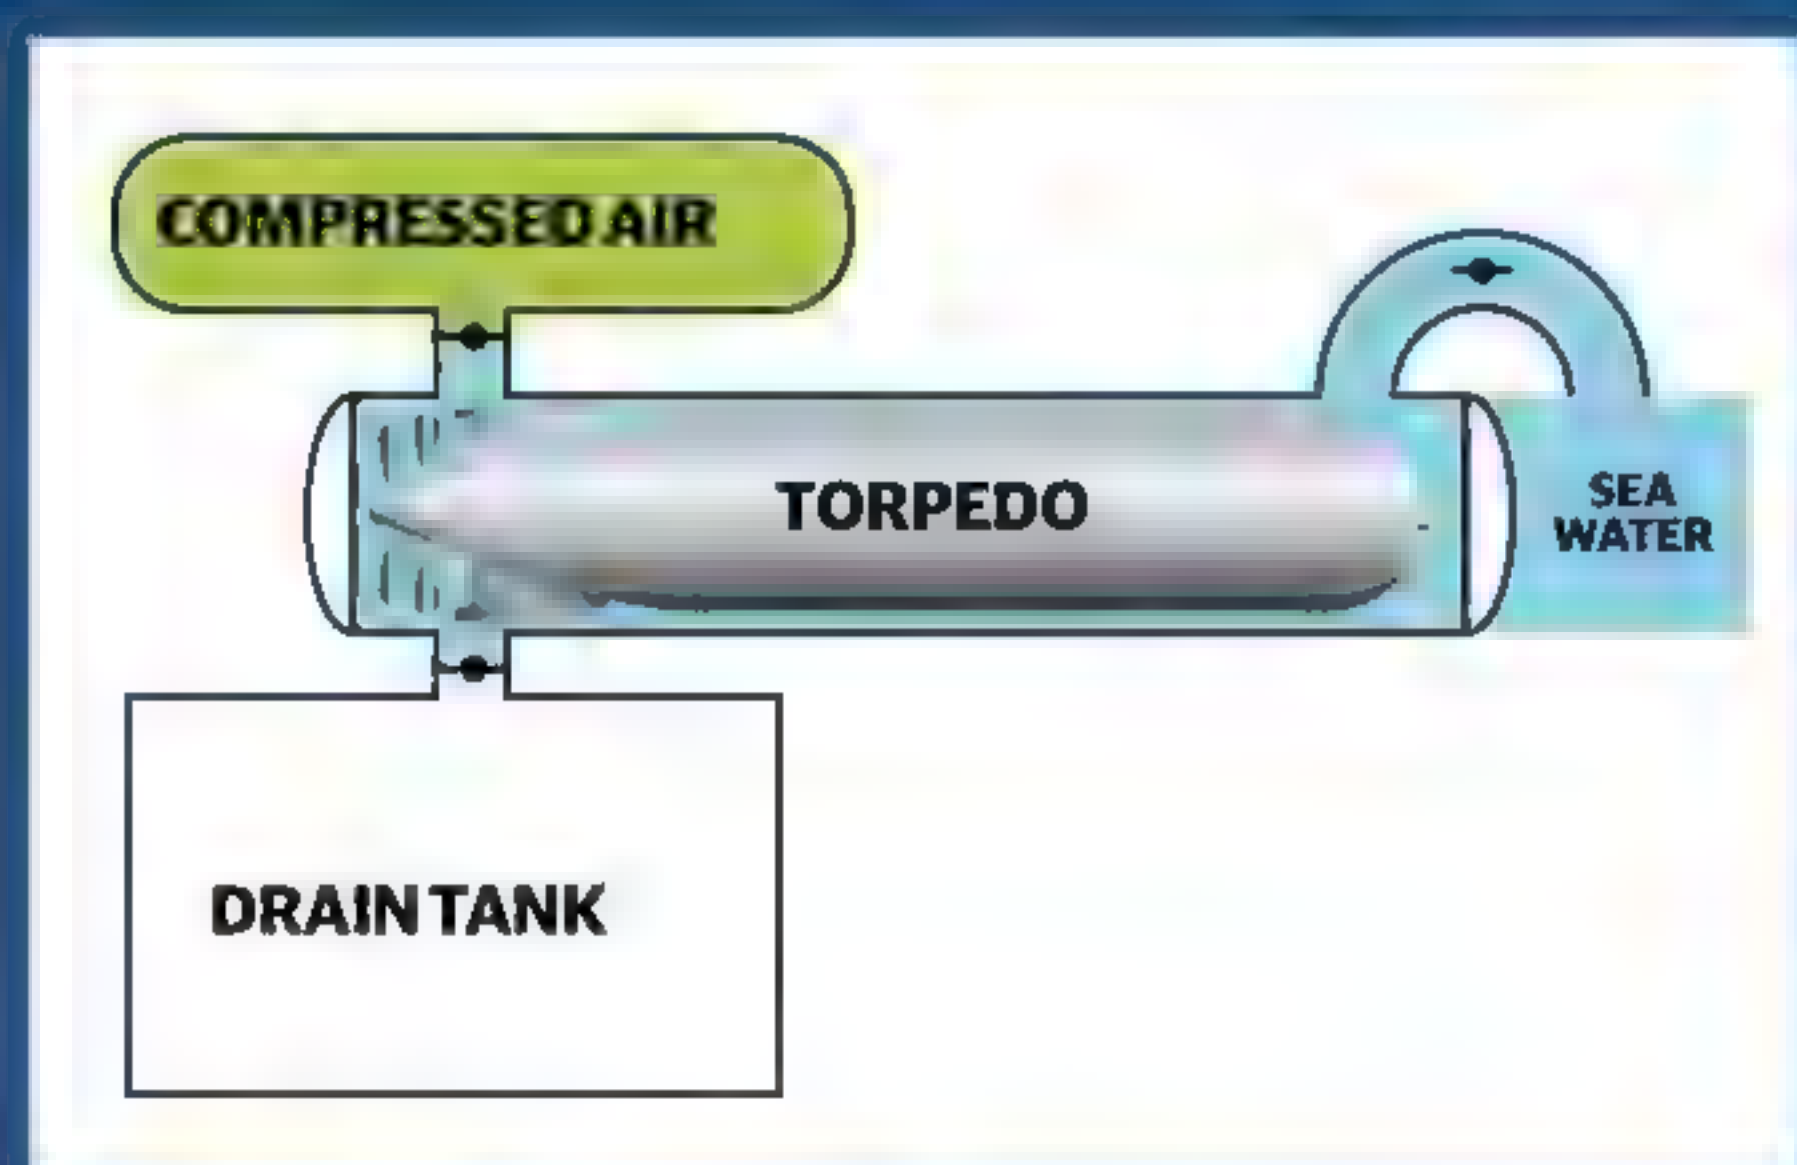 COMPRESSED AIR
TORPEDO
SEA
WATER
DRAIN TANK